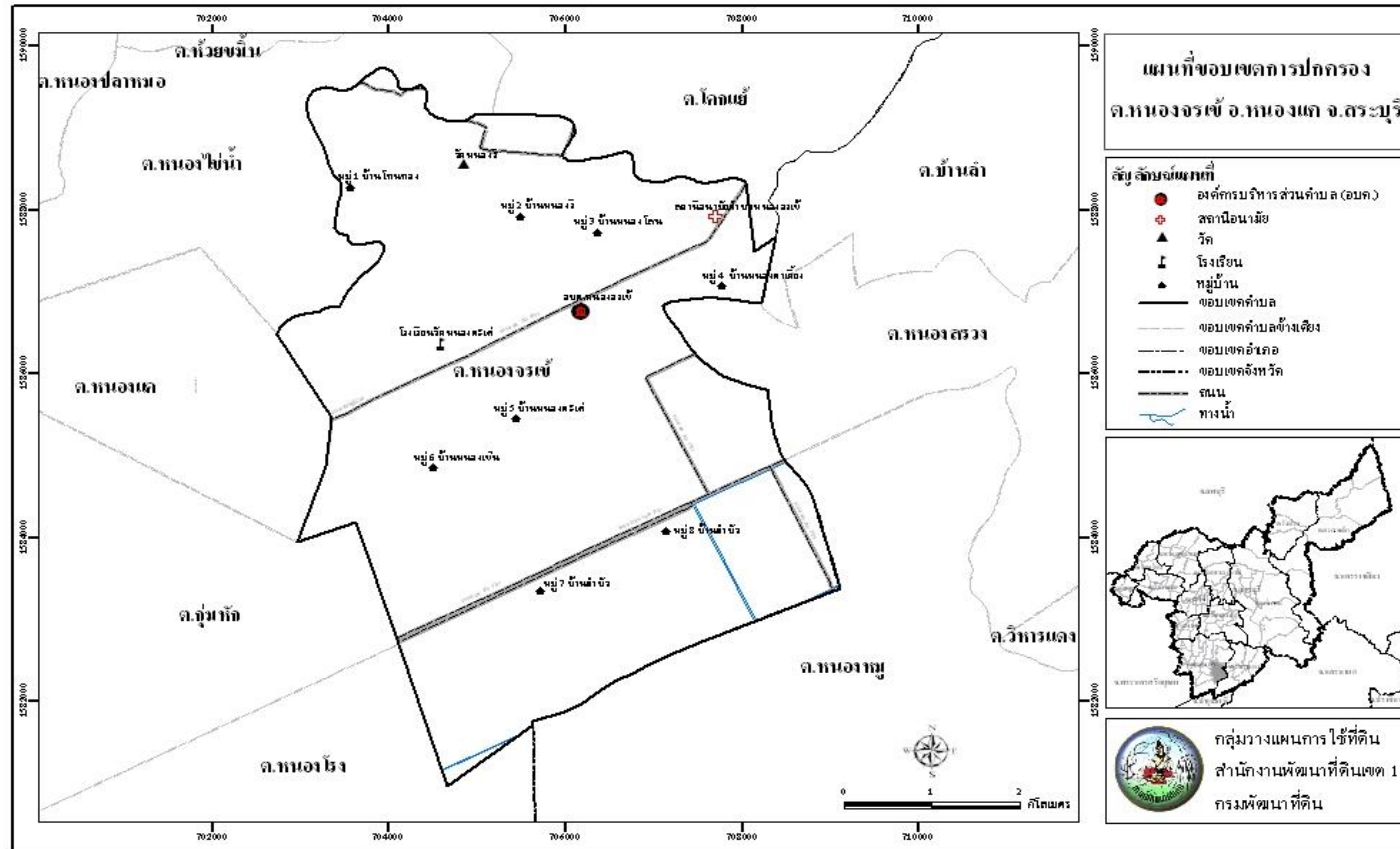 702000
704000
706000
708000
710000
1590000
1590000
ต.ห้วยขมิ้น
ต.หนองปลาหมอ
ต.โคกแย้
ต.หนองไข่น้ำ
ต.บ้านลำ
วัดหนองวี
หมู่1 บ้านโคนกอง
หมู่2 บ้านหนองวี
หมู่3 บ้านหนองโสน
1588000
1588000
หมู่4 บ้านหนองตาเสี้ยง
อบต.หนองจรเข้
โรงเรียนวัดหนองตะเฆ่
ต.หนองสรวง
ต.หนองแค
ต.หนองจรเข้
1586000
1586000
หมู่5 บ้านหนองตะเฆ่
หมู่6 บ้านหนองเขิน
1584000
1584000
หมู่8 บ้านลำบัว
หมู่7 บ้านลำบัว
ต.กุ่มหัก
ต.วิหารแดง
ต.หนองหมู
1582000
1582000
ต.หนองโรง
N
W
S
0
1
2
กิโลเมตร
702000
704000
706000
708000
710000
แผนที่ขอบเขตการปกครอง
ต.หนองจรเข้ อ.หนองแค จ.สระบุรี
สัญลักษณ์แผนที่
องค์การบริหารส่วนตำบล (อบต.)
สถานีอนามัย
วัด
โรงเรียน
หมู่บ้าน
ขอบเขตตำบล
ขอบเขตตำบลข้างเคียง
ขอบเขตอำเภอ
ขอบเขตจังหวัด
ถนน
ทางน้ำ
จ.ลพบุรี
กลุ่มวางแผนการใช้ที่ดิน
สำนักงานพัฒนาที่ดินเขต 1
กรมพัฒนาที่ดิน